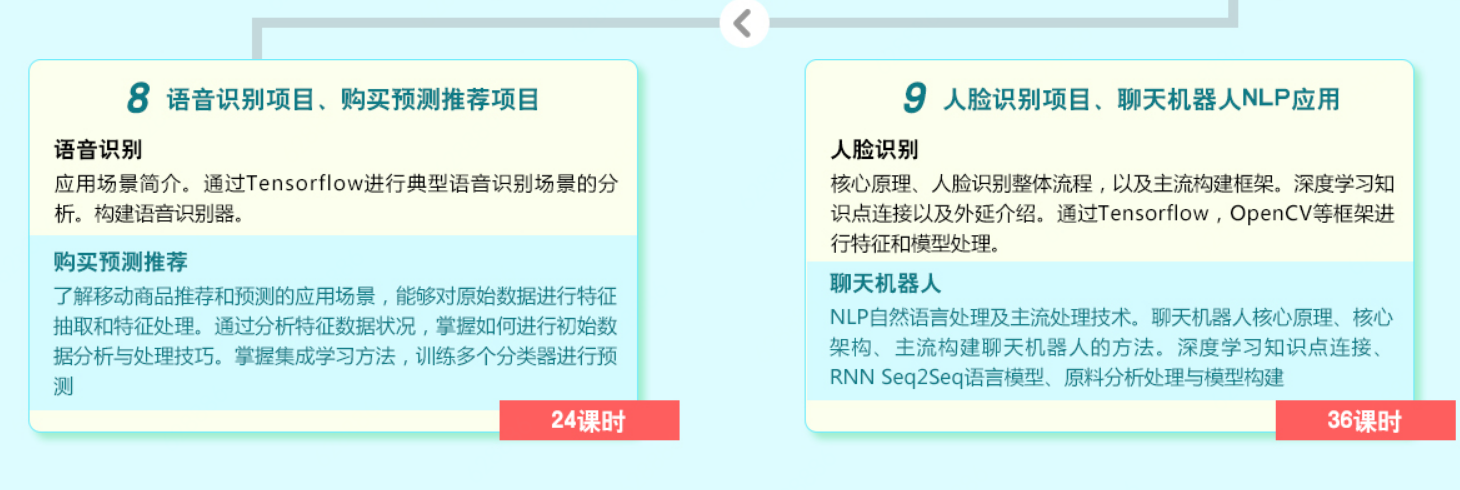 8 语音识别项目、购买预测推荐项目
语音识别
应用场景简介。通过Tensorflow进行典型语音识别场景的分
析。构建语音识别器。
购买预测推荐
了解移动商品推荐和预测的应用场景，能够对原始数据进行特征
抽取和特征处理。通过分析特征数据状况，掌握如何进行初始数
据分析与处理技巧。掌握集成学习方法，训练多个分类器进行预
测
24课时
9 人脸识别项目、聊天机器人NLP应用
人脸识别
核心原理、人脸识别整体流程，以及主流构建框架。深度学习知
识点连接以及外延介绍。通过Tensorflow，OpenCV等框架进
行特征和模型处理。
聊天机器人
NLP自然语言处理及主流处理技术。聊天机器人核心原理、核心
架构、主流构建聊天机器人的方法。深度学习知识点连接、
RNN Seq2Seq语言模型、原料分析处理与模型构建
36课时